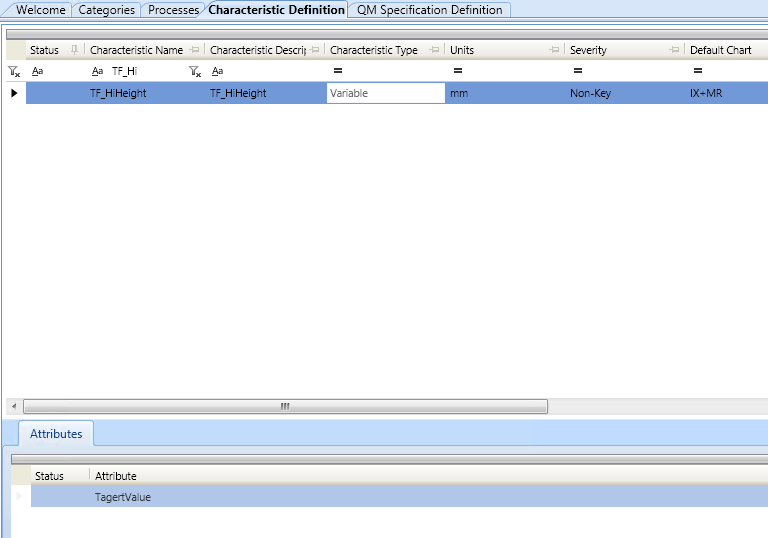 Welcome Categories Processes Characteristic Definition QM Specification Definition
Status Characteristic Name Characteristic Descri Characteristic Type Units Severity Default Chart
Aa Aa TF_Hi Aa = = = =
TF_HiHeight TF_HiHeight Variable mm Non-Key IX+MR
Attributes
Status Attribute
TagertValue